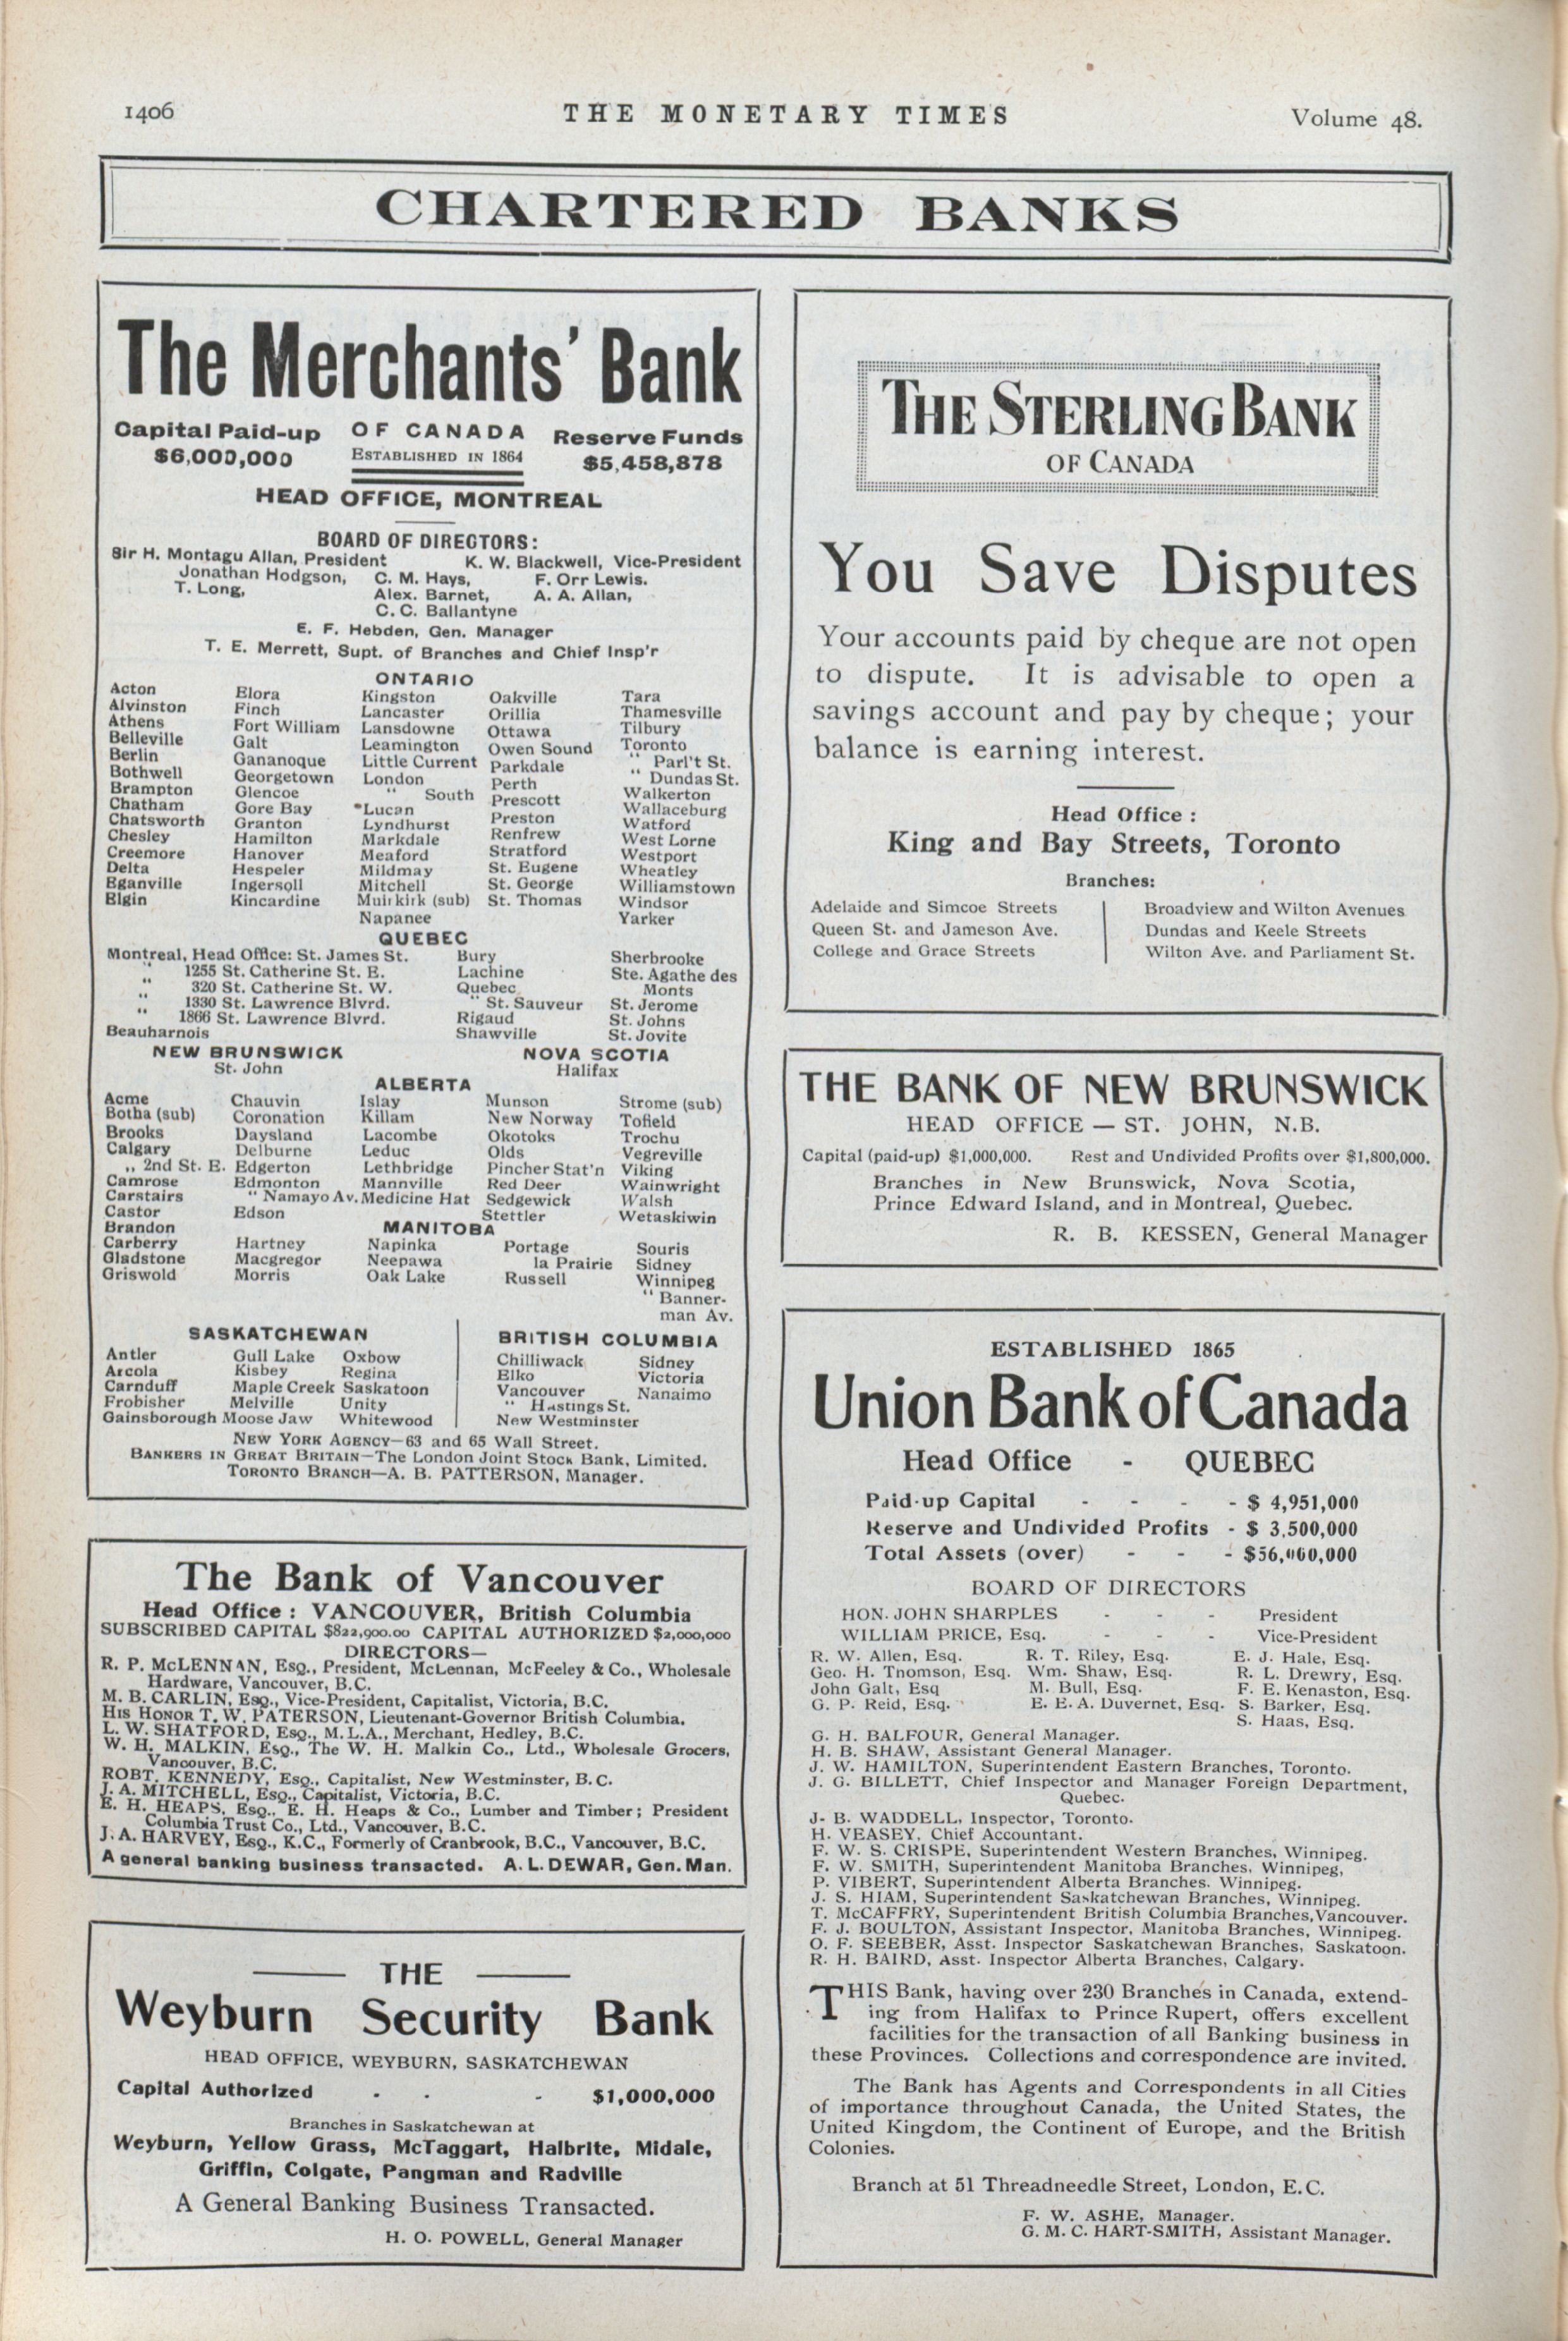 1406
THE MONETARY TIMES
Volume 48.
CHARTERED BANKS
The Merchants' Bank
Capital Paid-up OF CANADA Reserve Funds
$6,000,000 ESTABLISHED IN 1864 $5,458,878
HEAD OFFICE, MONTREAL
BOARD OF DIRECTORS:
Sir H. Montagu Allan, President K. W. Blackwell, Vice-President
Jonathan Hodgson, C. M. Hays, F. Orr Lewis.
T. Long, Alex. Barnet, A. A. Allan,
C. C. Ballantyne
E. F. Hebden, Gen. Manager
T. E. Merrett, Supt. of Branches and Chief Insp'r
ONTARIO
Acton Elora Kingston Oakville Tara
Alvinston Finch Lancaster Orillia Thamesville
Athens Fort William Lansdowne Ottawa Tilbury
Belleville Galt Leamington Owen Sound Toronto
Berlin Gananoque Little Current Parkdale " Parl't St.
Bothwell Georgetown London Perth " Dundas St.
Brampton Glencoe " South Prescott Walkerton
Chatham Gore Bay *Lucan Preston Wallaceburg
Chatsworth Granton Lyndhurst Renfrew Watford
Chesley Hamilton Markdale Stratford West Lorne
Creemore Hanover Meaford St. Eugene Westport
Delta Hespeler Mildmay St. George Wheatley
Eganville Ingersoll Mitchell St. Thomas Williamstown
Elgin Kincardine Muirkirk (sub) Windsor
Napanee Yarker
QUEBEC
Montreal, Head Office: St. James St. Bury Sherbrooke
" 1255 St. Catherine St. E. Lachine Ste. Agathe des
" 320 St. Catherine St. W. Quebec Monts
" 1330 St. Lawrence Blvrd. " St. Sauveur St. Jerome
" 1866 St. Lawrence Blvrd. Rigaud St. Johns
Beauharnois Shawville St. Jovite
NEW BRUNSWICK NOVA SCOTIA
St. John Halifax
ALBERTA
Acme Chauvin Islay Munson Strome (sub)
Botha (sub) Coronation Killam New Norway Tofield
Brooks Daysland Lacombe Okotoks Trochu
Calgary Delburne Leduc Olds Vegreville
" 2nd St. E. Edgerton Lethbridge Pincher Stat'n Viking
Camrose Edmonton Mannville Red Deer Wainwright
Carstairs " Namayo Av. Medicine Hat Sedgewick Walsh
Castor Edson Stettler Wetaskiwin
MANITOBA
Brandon
Carberry Hartney Napinka Portage Souris
Gladstone Macgregor Neepawa la Prairie Sidney
Griswold Morris Oak Lake Russell Winnipeg
" Banner-
man Av.
SASKATCHEWAN
Antler Gull Lake Oxbow
Arcola Kisbey Regina
Carnduff Maple Creek Saskatoon
Frobisher Melville Unity
Gainsborough Moose Jaw Whitewood
BRITISH COLUMBIA
Chilliwack Sidney
Elko Victoria
Vancouver Nanaimo
" Hastings St.
New Westminster
NEW YORK AGENCY—63 and 65 Wall Street.
BANKERS IN GREAT BRITAIN—The London Joint Stock Bank, Limited.
TORONTO BRANCH—A. B. PATTERSON, Manager.
The Bank of Vancouver
Head Office : VANCOUVER, British Columbia
SUBSCRIBED CAPITAL $822,900.00 CAPITAL AUTHORIZED $2,000,000
DIRECTORS—
R. P. McLENNAN, Esq., President, McLennan, McFeeley & Co., Wholesale
Hardware, Vancouver, B.C.
M. B. CARLIN, Esq., Vice-President, Capitalist, Victoria, B.C.
HIS HONOR T. W. PATERSON, Lieutenant-Governor British Columbia.
L. W. SHATFORD, Esq., M.L.A., Merchant, Hedley, B.C.
W. H. MALKIN, Esq., The W. H. Malkin Co., Ltd., Wholesale Grocers,
Vancouver, B.C.
ROBT. KENNEDY, Esq., Capitalist, New Westminster, B.C.
J. A. MITCHELL, Esq., Capitalist, Victoria, B.C.
E. H. HEAPS, Esq., E. H. Heaps & Co., Lumber and Timber; President
Columbia Trust Co., Ltd., Vancouver, B.C.
J. A. HARVEY, Esq., K.C., Formerly of Cranbrook, B.C., Vancouver, B.C.
A general banking business transacted. A. L. DEWAR, Gen. Man.
THE
Weyburn Security Bank
HEAD OFFICE, WEYBURN, SASKATCHEWAN
Capital Authorized - - - $1,000,000
Branches in Saskatchewan at
Weyburn, Yellow Grass, McTaggart, Halbrite, Midale,
Griffin, Colgate, Pangman and Radville
A General Banking Business Transacted.
H. O. POWELL, General Manager
THE STERLING BANK
OF CANADA
You Save Disputes
Your accounts paid by cheque are not open
to dispute. It is advisable to open a
savings account and pay by cheque; your
balance is earning interest.
Head Office :
King and Bay Streets, Toronto
Branches:
Adelaide and Simcoe Streets Broadview and Wilton Avenues
Queen St. and Jameson Ave. Dundas and Keele Streets
College and Grace Streets Wilton Ave. and Parliament St.
THE BANK OF NEW BRUNSWICK
HEAD OFFICE — ST. JOHN, N.B.
Capital (paid-up) $1,000,000. Rest and Undivided Profits over $1,800,000.
Branches in New Brunswick, Nova Scotia,
Prince Edward Island, and in Montreal, Quebec.
R. B. KESSEN, General Manager
ESTABLISHED 1865
Union Bank of Canada
Head Office - QUEBEC
Paid-up Capital - - - - $ 4,951,000
Reserve and Undivided Profits - $ 3,500,000
Total Assets (over) - - - $56,000,000
BOARD OF DIRECTORS
HON. JOHN SHARPLES - - - President
WILLIAM PRICE, Esq. - - - Vice-President
R. W. Allen, Esq. R. T. Riley, Esq. E. J. Hale, Esq.
Geo. H. Thomson, Esq. Wm. Shaw, Esq. R. L. Drewry, Esq.
John Galt, Esq M. Bull, Esq. F. E. Kenaston, Esq.
G. P. Reid, Esq. E. E. A. Duvernet, Esq. S. Barker, Esq.
S. Haas, Esq.
G. H. BALFOUR, General Manager.
H. B. SHAW, Assistant General Manager.
J. W. HAMILTON, Superintendent Eastern Branches, Toronto.
J. G. BILLETT, Chief Inspector and Manager Foreign Department,
Quebec.
J. B. WADDELL, Inspector, Toronto.
H. VEASEY, Chief Accountant.
F. W. S. CRISPE, Superintendent Western Branches, Winnipeg.
F. W. SMITH, Superintendent Manitoba Branches, Winnipeg,
P. VIBERT, Superintendent Alberta Branches. Winnipeg.
J. S. HIAM, Superintendent Saskatchewan Branches, Winnipeg.
T. McCAFFRY, Superintendent British Columbia Branches, Vancouver.
F. J. BOULTON, Assistant Inspector, Manitoba Branches, Winnipeg.
O. F. SEEBER, Asst. Inspector Saskatchewan Branches, Saskatoon.
R. H. BAIRD, Asst. Inspector Alberta Branches, Calgary.
THIS Bank, having over 230 Branches in Canada, extend-
ing from Halifax to Prince Rupert, offers excellent
facilities for the transaction of all Banking business in
these Provinces. Collections and correspondence are invited.
The Bank has Agents and Correspondents in all Cities
of importance throughout Canada, the United States, the
United Kingdom, the Continent of Europe, and the British
Colonies.
Branch at 51 Threadneedle Street, London, E.C.
F. W. ASHE, Manager.
G. M. C. HART-SMITH, Assistant Manager.